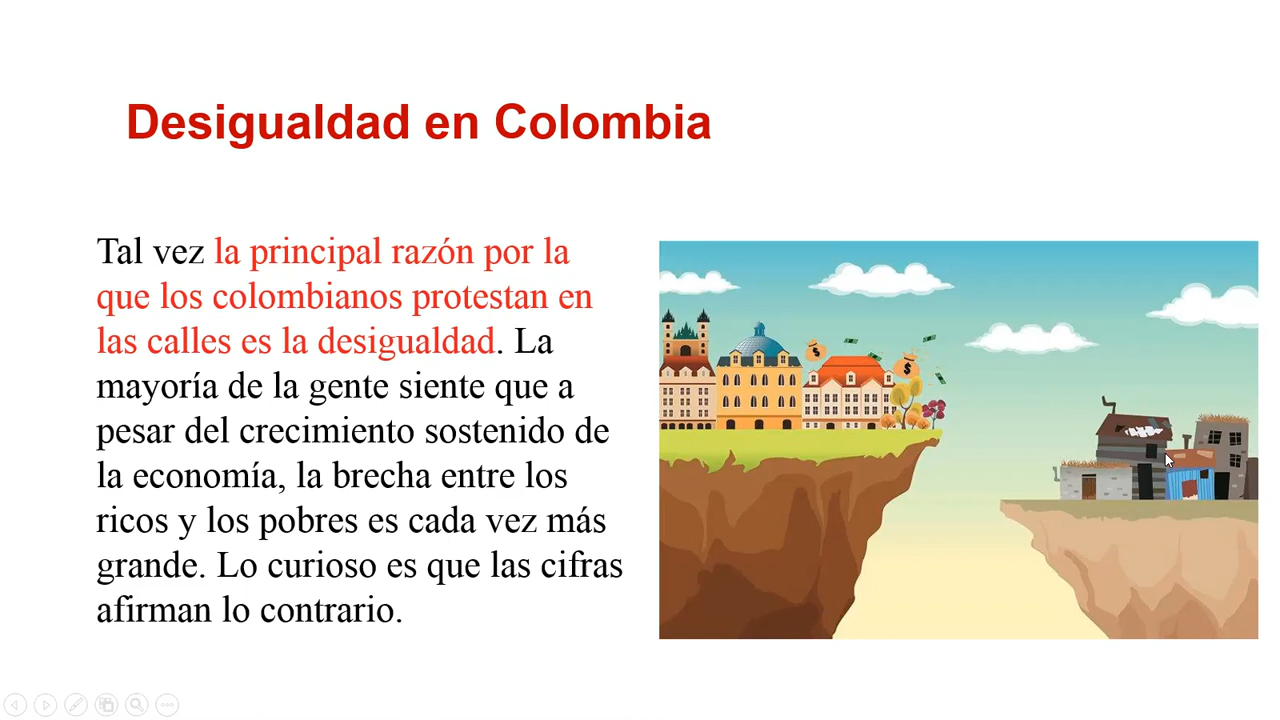 Desigualdad en Colombia
Tal vez la principal razón por la
que los colombianos protestan en
las calles es la desigualdad. La
mayoría de la gente siente que a
pesar del crecimiento sostenido de
la economía, la brecha entre los
ricos y los pobres es cada vez más
grande. Lo curioso es que las cifras
afirman lo contrario.
$
$